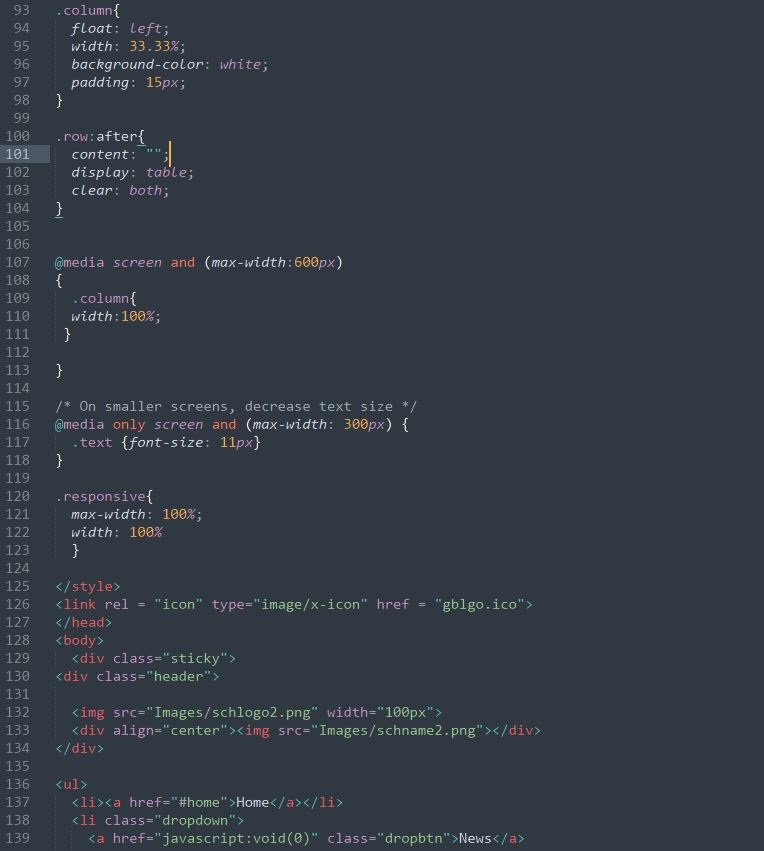 93 .column{
94 float: left;
95 width: 33.33%;
96 background-color: white;
97 padding: 15px;
98 }
99
100 .row:after{
101 content: "";
102 display: table;
103 clear: both;
104 }
105
106
107 @media screen and (max-width:600px)
108 {
109 .column{
110 width:100%;
111 }
112
113 }
114
115 /* On smaller screens, decrease text size */
116 @media only screen and (max-width: 300px) {
117 .text {font-size: 11px}
118 }
119
120 .responsive{
121 max-width: 100%;
122 width: 100%
123 }
124
125 </style>
126 <link rel = "icon" type="image/x-icon" href = "gblgo.ico">
127 </head>
128 <body>
129 <div class="sticky">
130 <div class="header">
131
132 <img src="Images/schlogo2.png" width="100px">
133 <div align="center"><img src="Images/schname2.png"></div>
134 </div>
135
136 <ul>
137 <li><a href="#home">Home</a></li>
138 <li class="dropdown">
139 <a href="javascript:void(0)" class="dropbtn">News</a>